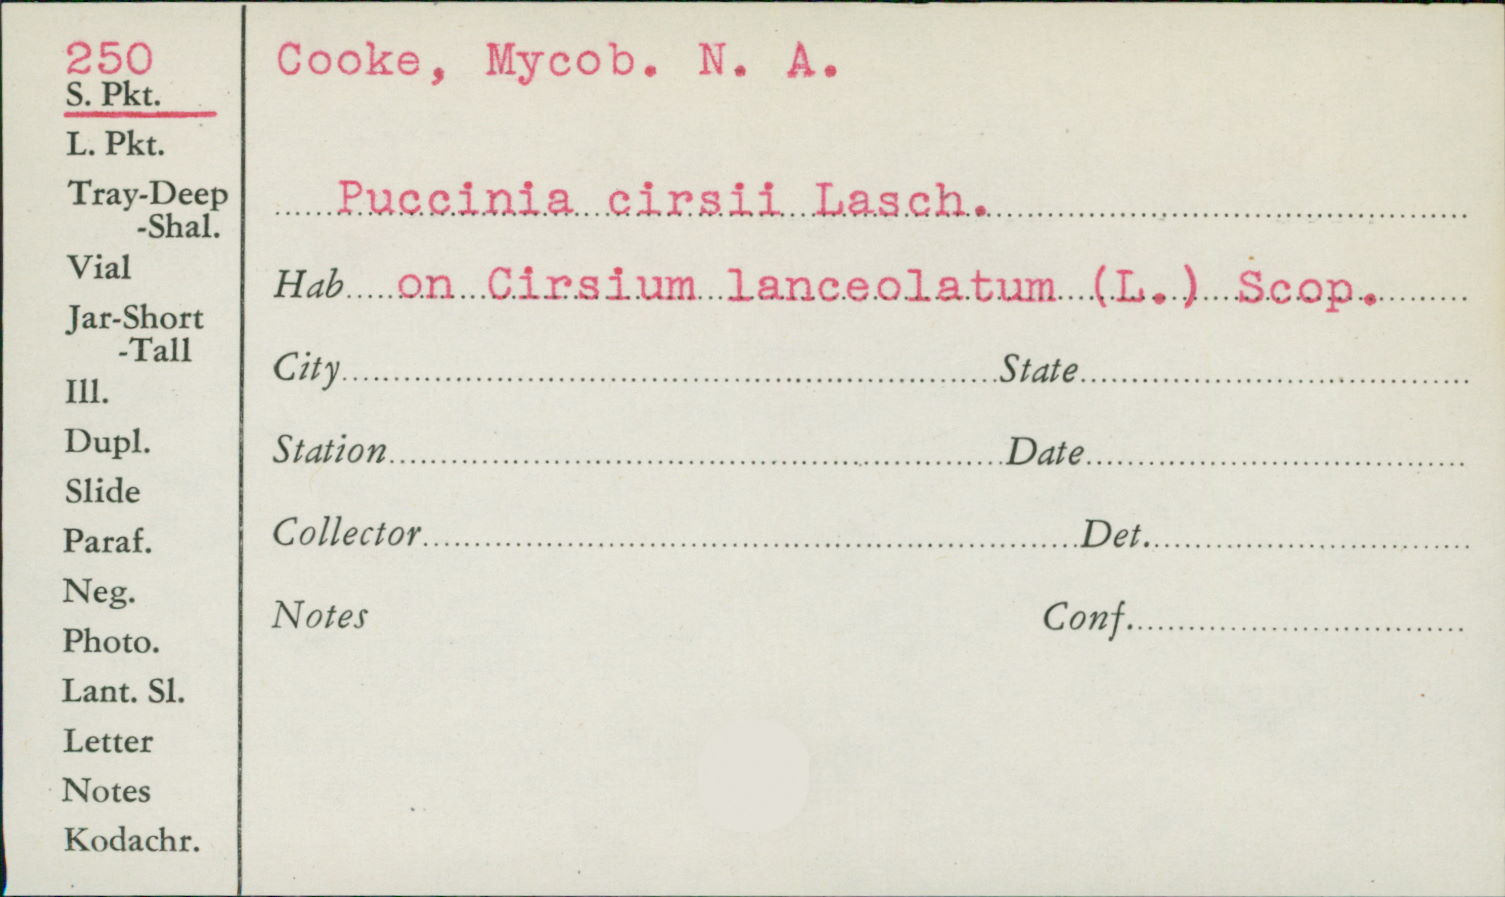 250
S. Pkt.
L. Pkt.
Tray-Deep
-Shal.
Vial
Jar-Short
-Tall
Ill.
Dupl.
Slide
Paraf.
Neg.
Photo.
Lant. Sl.
Letter
Notes
Kodachr.
Cooke, Mycob. N. A.
Puccinia cirsii Lasch.
Hab on Cirsium lanceolatum (L.) Scop.
City State
Station Date
Collector Det.
Notes Conf.